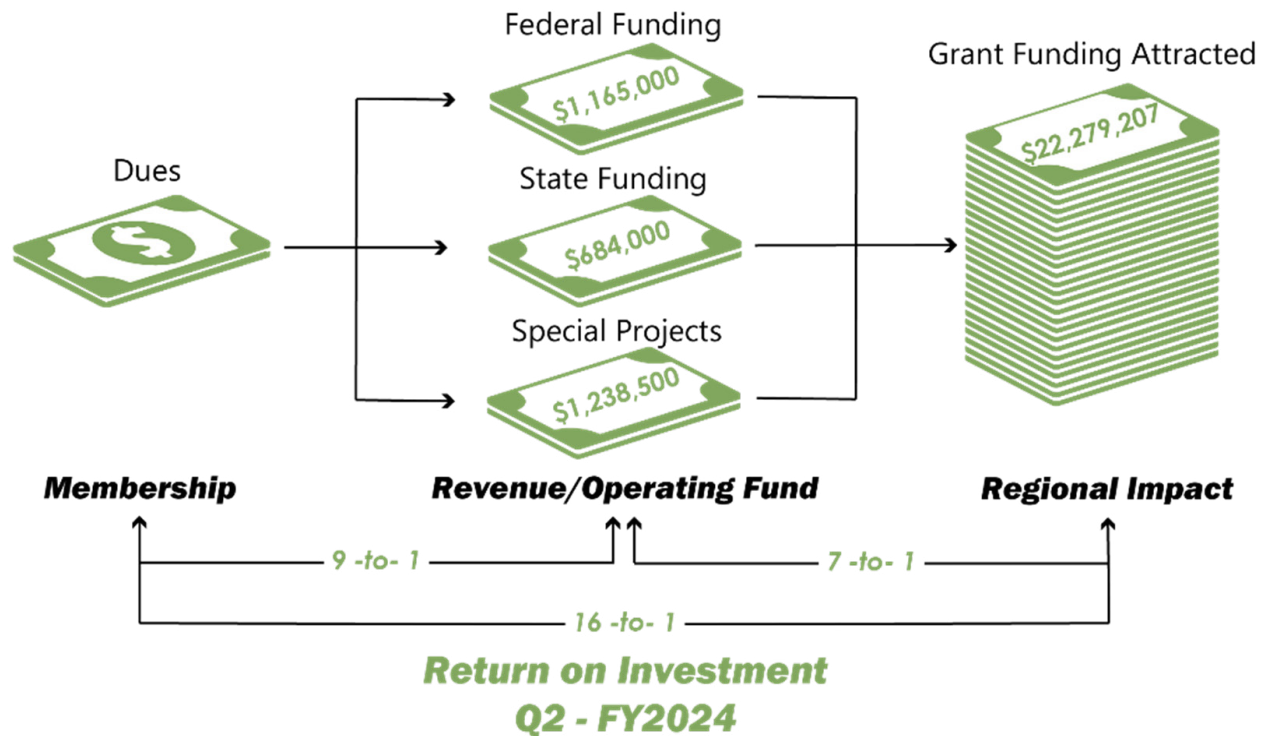 Federal Funding
$1,165,000
Grant Funding Attracted
$22,279,207
Dues
$
State Funding
$684,000
Special Projects
$1,238,500
Membership
Revenue/Operating Fund
Regional Impact
9 -to- 1
7 -to- 1
16 -to- 1
Return on Investment
Q2 - FY2024